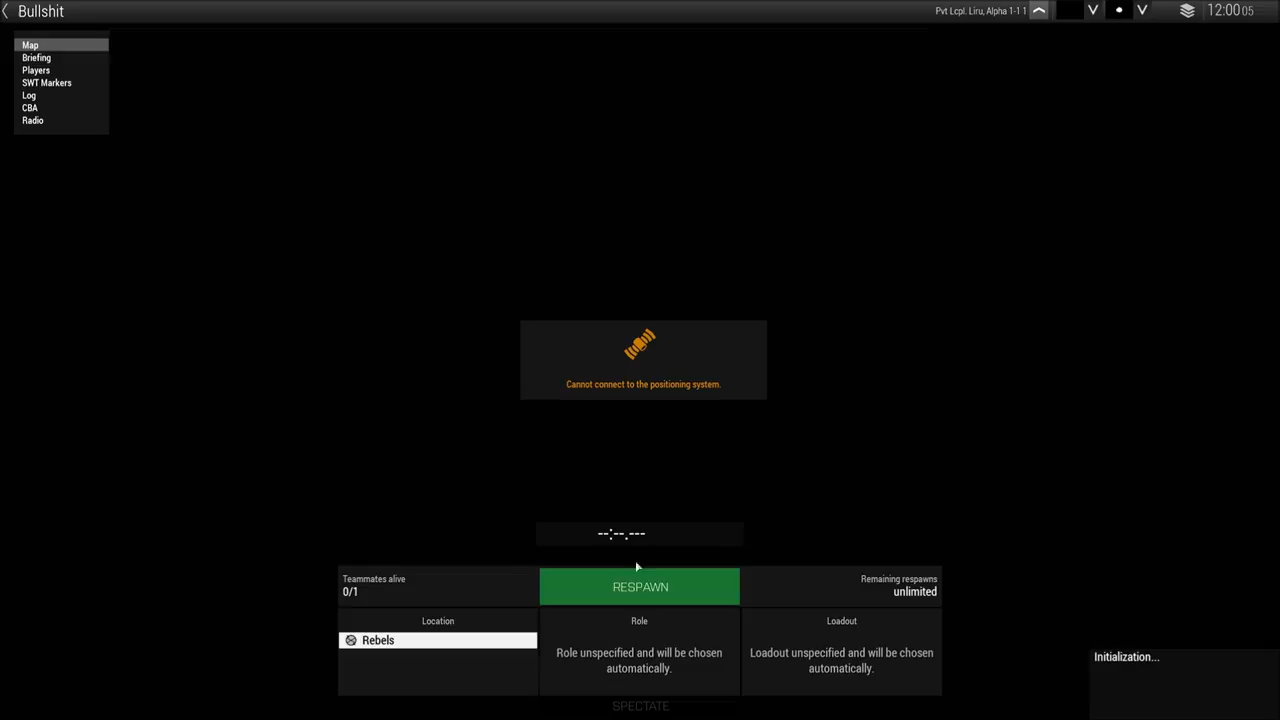 Bullshit
Pvt Lcpl. Liru, Alpha 1-1 1
12:00 05
Map
Briefing
Players
SWT Markers
Log
CBA
Radio
Cannot connect to the positioning system.
--:--.---
Teammates alive
0/1
RESPAWN
Remaining respawns
unlimited
Location
Rebels
Role
Role unspecified and will be chosen
automatically.
Loadout
Loadout unspecified and will be chosen
automatically.
Initialization...
SPECTATE